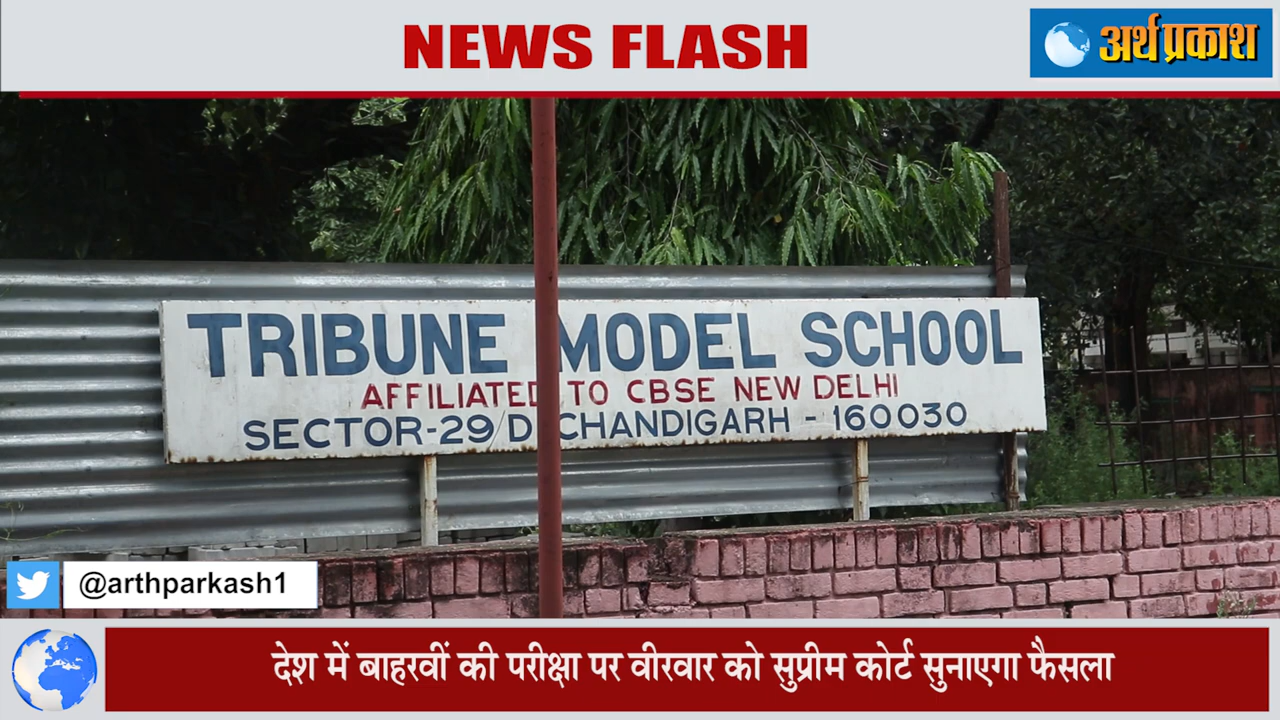 NEWS FLASH
अर्थ प्रकाश
TRIBUNE MODEL SCHOOL
AFFILIATED TO CBSE NEW DELHI
SECTOR-29/D CHANDIGARH - 160030
@arthparkash1
देश में बाहरवीं की परीक्षा पर वीरवार को सुप्रीम कोर्ट सुनाएगा फैसला